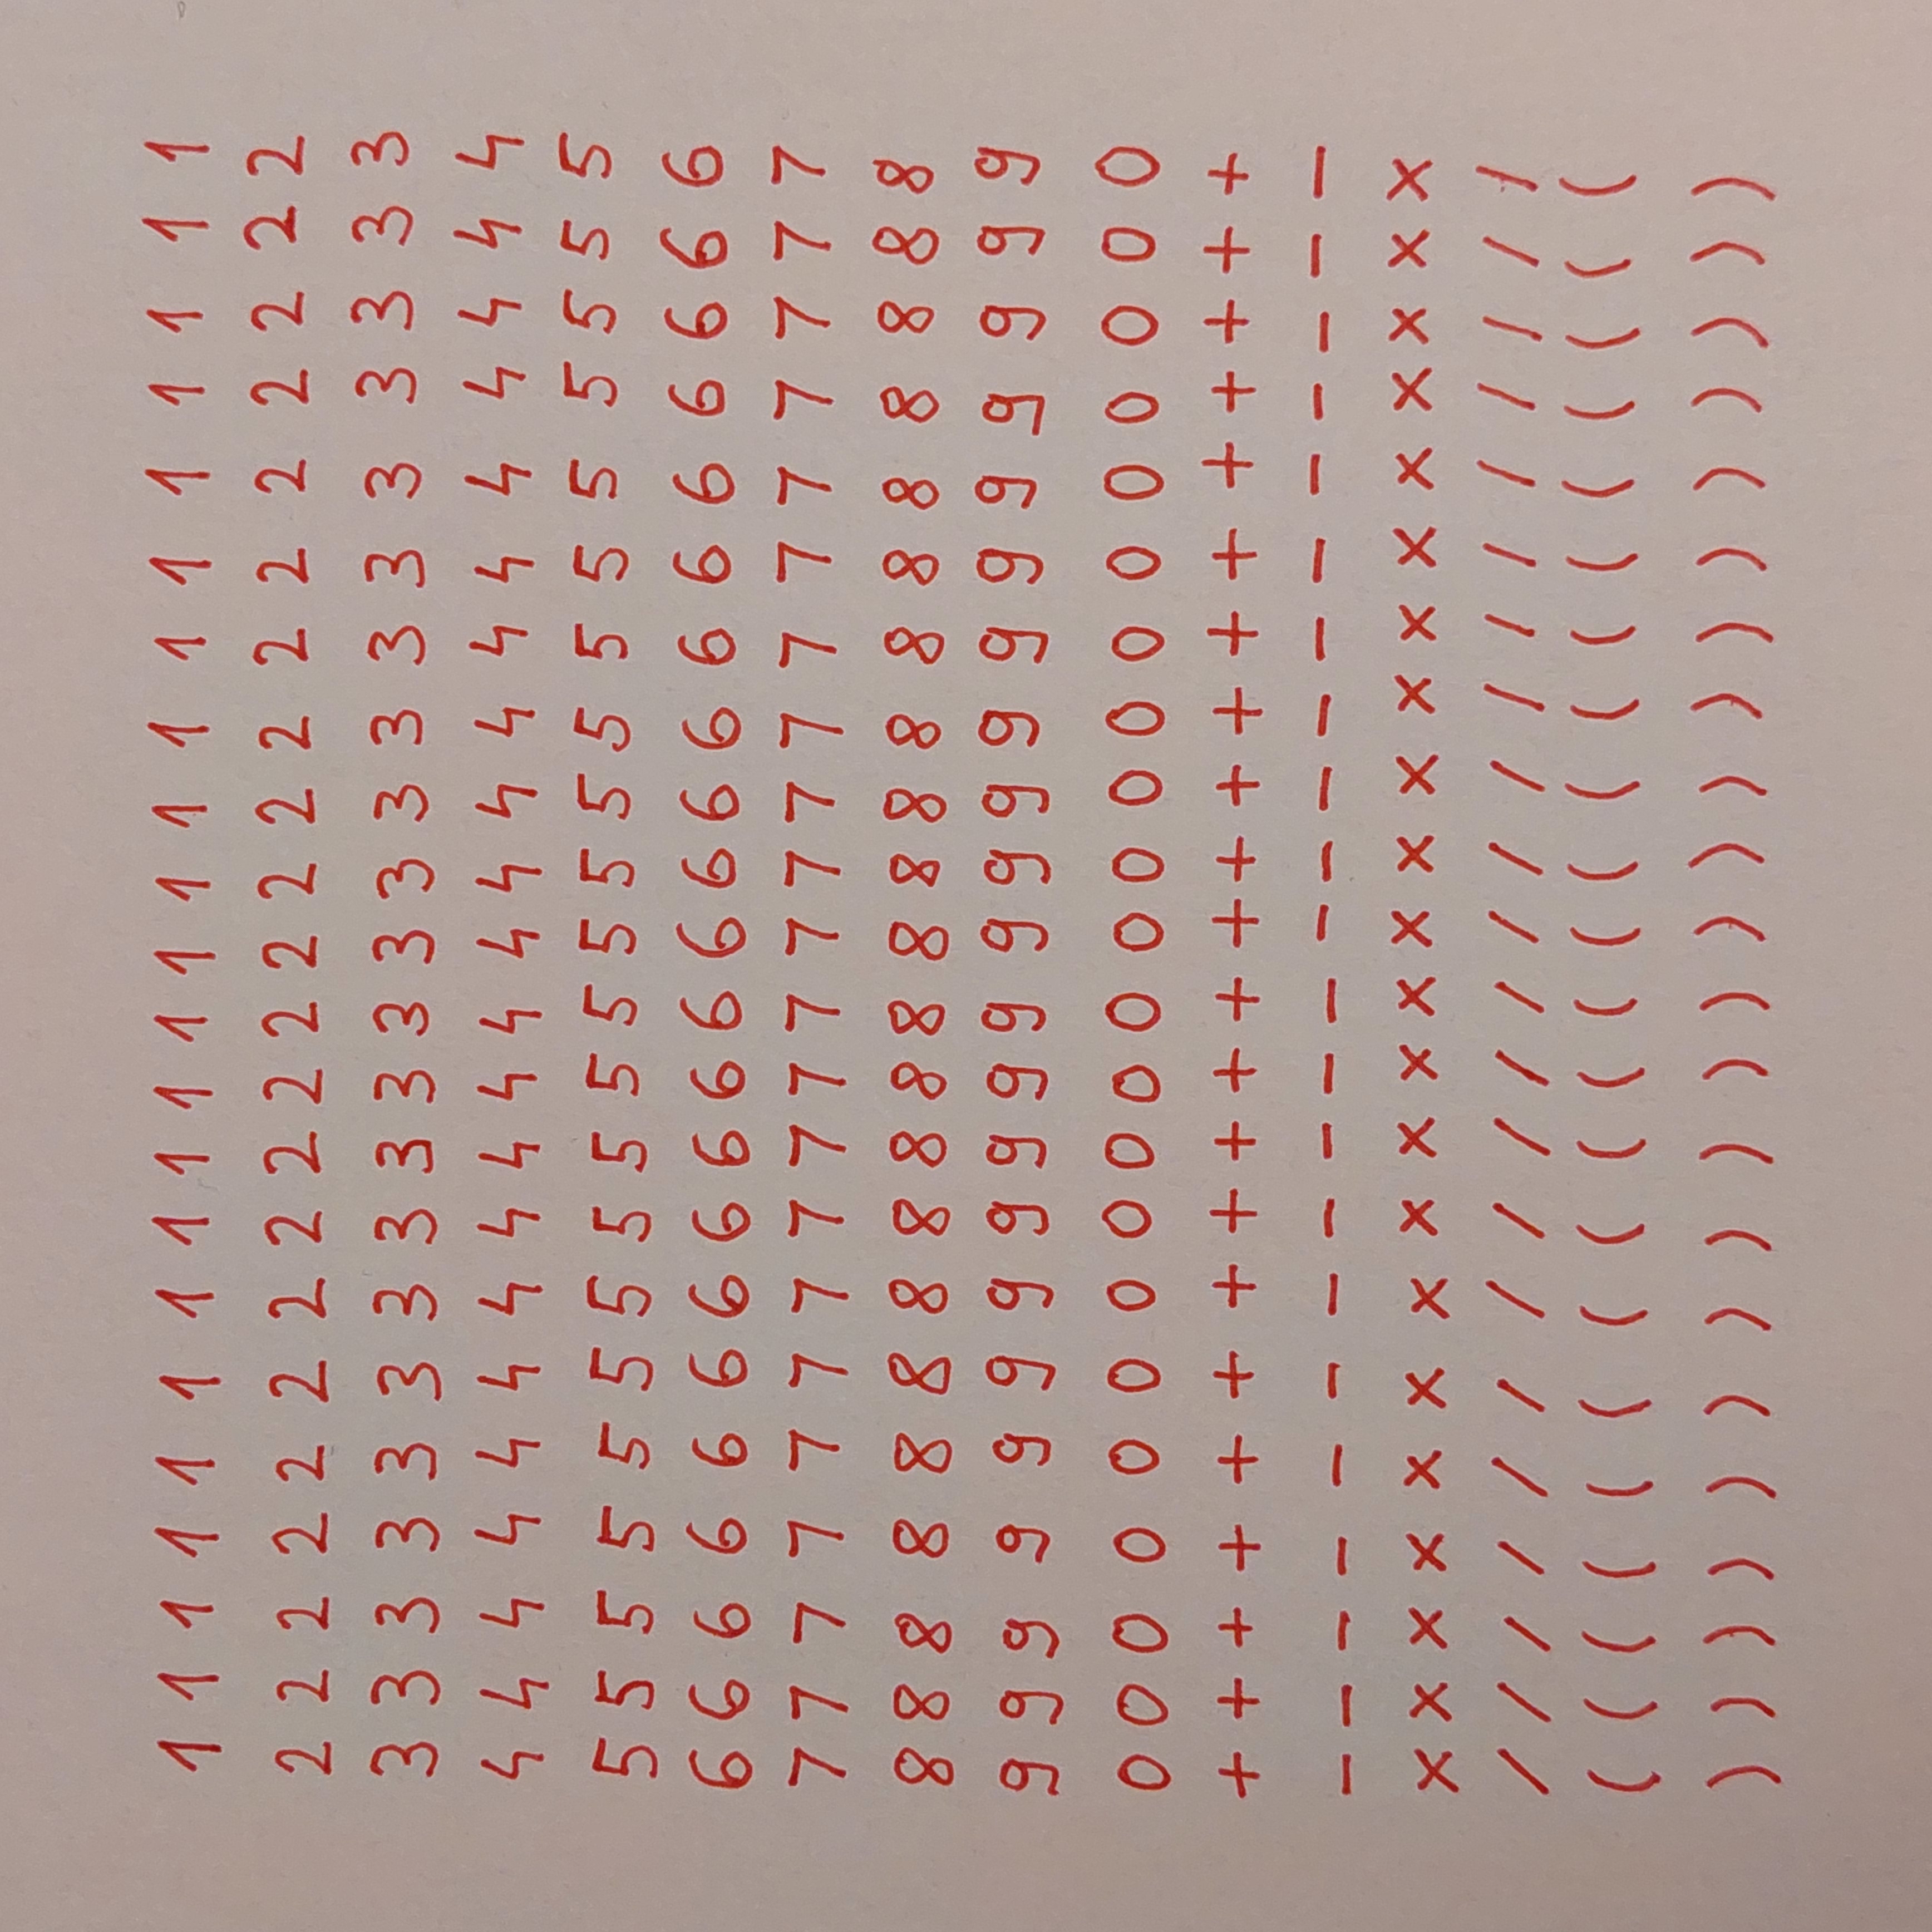 1 1 1 1 1 1 1 1 1 1 1 1 1 1 1 1 1 1 1 1 1 1
2 2 2 2 2 2 2 2 2 2 2 2 2 2 2 2 2 2 2 2 2 2
3 3 3 3 3 3 3 3 3 3 3 3 3 3 3 3 3 3 3 3 3 3
4 4 4 4 4 4 4 4 4 4 4 4 4 4 4 4 4 4 4 4 4 4
5 5 5 5 5 5 5 5 5 5 5 5 5 5 5 5 5 5 5 5 5 5
6 6 6 6 6 6 6 6 6 6 6 6 6 6 6 6 6 6 6 6 6 6
7 7 7 7 7 7 7 7 7 7 7 7 7 7 7 7 7 7 7 7 7 7
8 8 8 8 8 8 8 8 8 8 8 8 8 8 8 8 8 8 8 8 8 8
9 9 9 9 9 9 9 9 9 9 9 9 9 9 9 9 9 9 9 9 9 9
0 0 0 0 0 0 0 0 0 0 0 0 0 0 0 0 0 0 0 0 0 0
+ + + + + + + + + + + + + + + + + + + + + +
- - - - - - - - - - - - - - - - - - - - - -
× × × × × × × × × × × × × × × × × × × × × ×
/ / / / / / / / / / / / / / / / / / / / / /
( ( ( ( ( ( ( ( ( ( ( ( ( ( ( ( ( ( ( ( ( (
) ) ) ) ) ) ) ) ) ) ) ) ) ) ) ) ) ) ) ) ) )